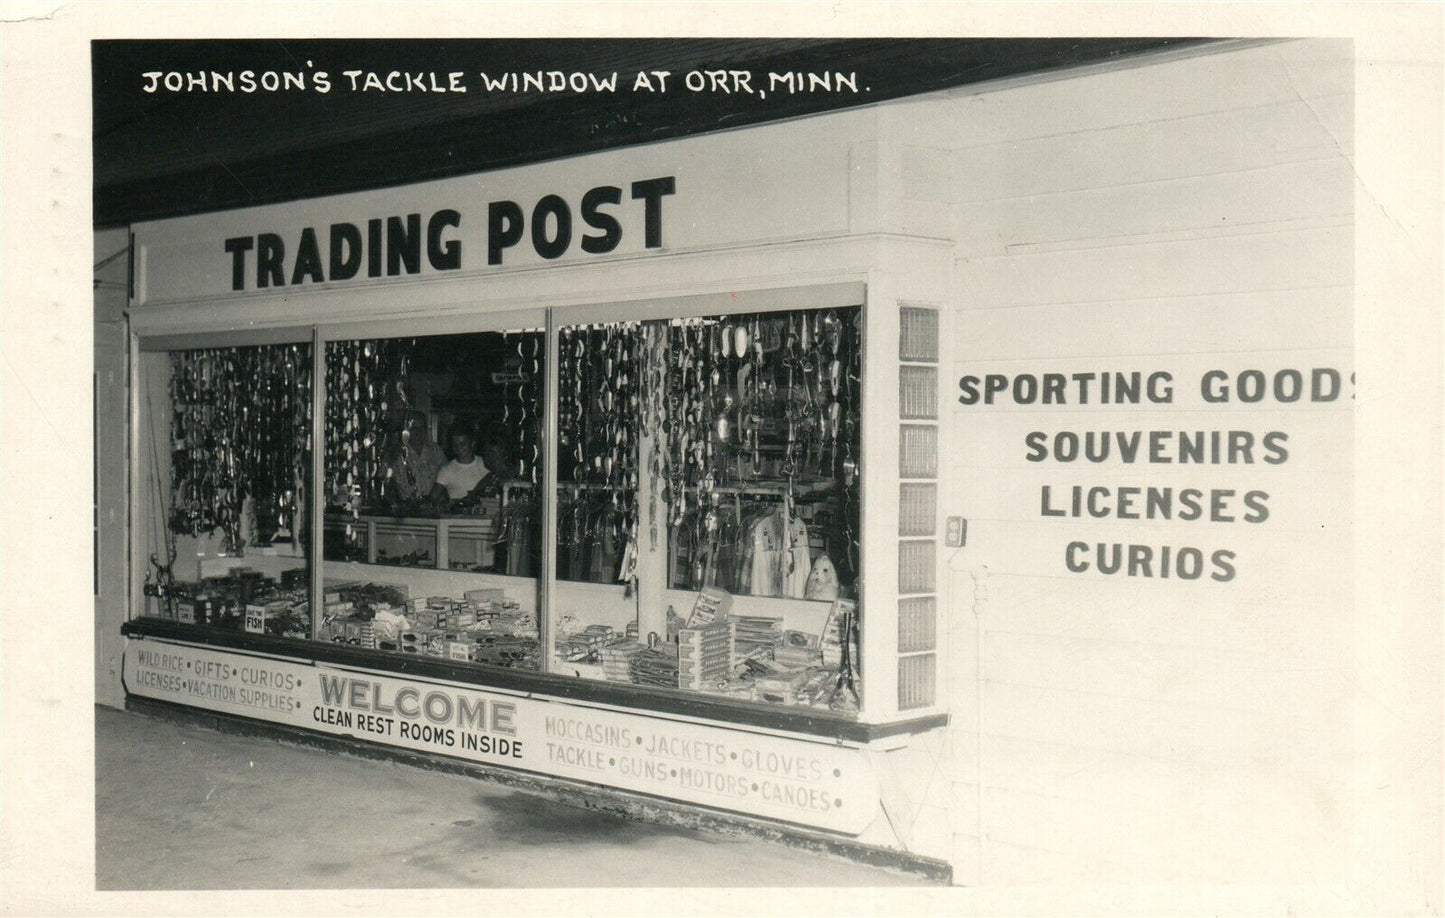 JOHNSON'S TACKLE WINDOW AT ORR, MINN.
TRADING POST
SPORTING GOODS
SOUVENIRS
LICENSES
CURIOS
FISH
WILD RICE • GIFTS • CURIOS •
LICENSES • VACATION SUPPLIES •
WELCOME
CLEAN REST ROOMS INSIDE
MOCCASINS • JACKETS • GLOVES •
TACKLE • GUNS • MOTORS • CANOES •